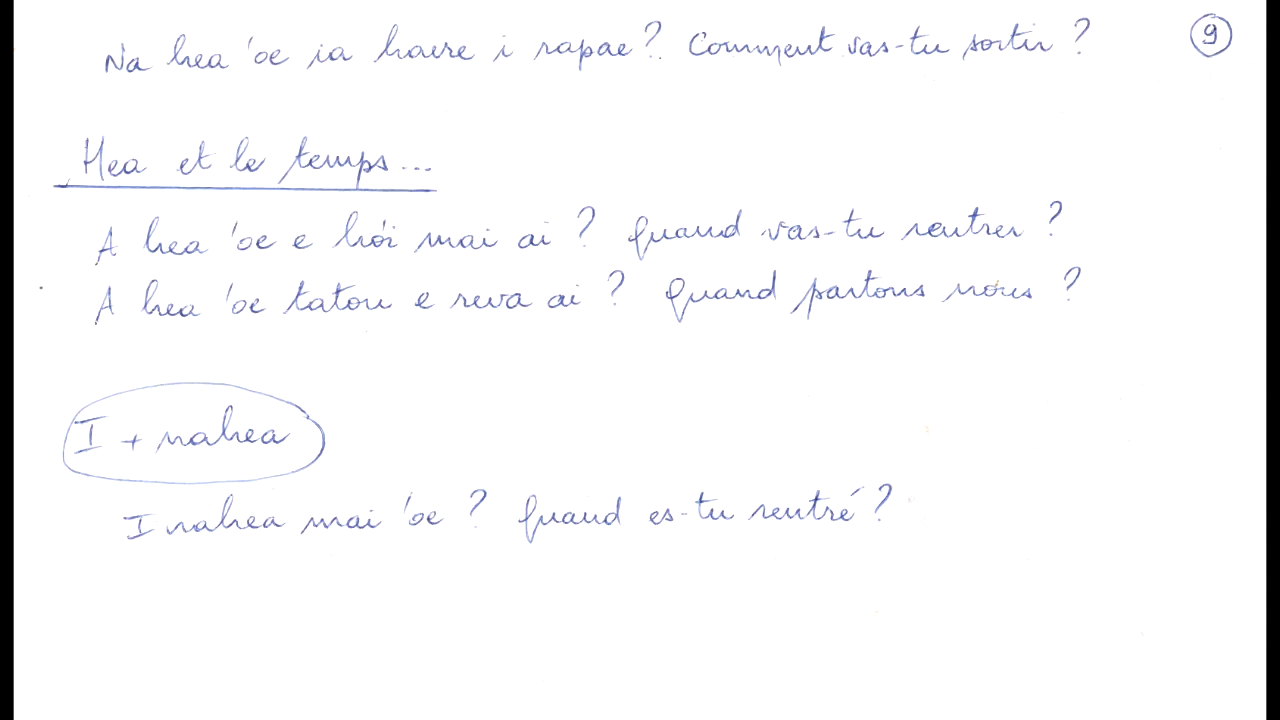 Na hea 'oe ia haere i rapae ? Comment vas-tu sortir ? 9
Hea et le temps...
A hea 'oe e hó'i mai ai ? Quand vas-tu rentrer ?
A hea 'oe tatou e reva ai ? Quand partons nous ?
I + nahea
I nahea mai 'oe ? Quand es-tu rentré ?